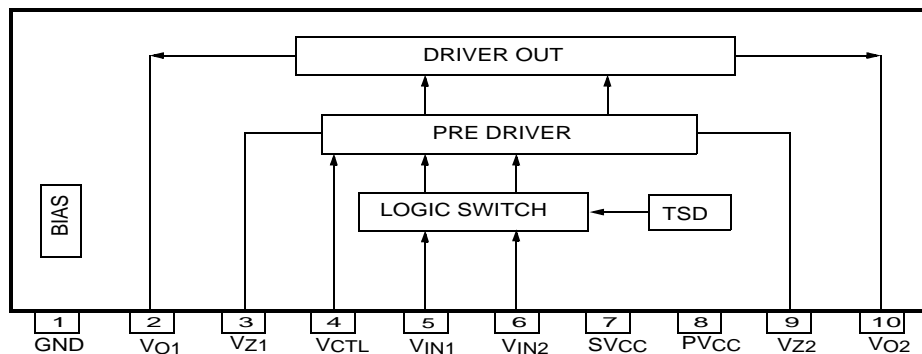 DRIVER OUT
PRE DRIVER
LOGIC SWITCH
TSD
BIAS
1 2 3 4 5 6 7 8 9 10
GND VO1 VZ1 VCTL VIN1 VIN2 SVCC PVCC VZ2 VO2